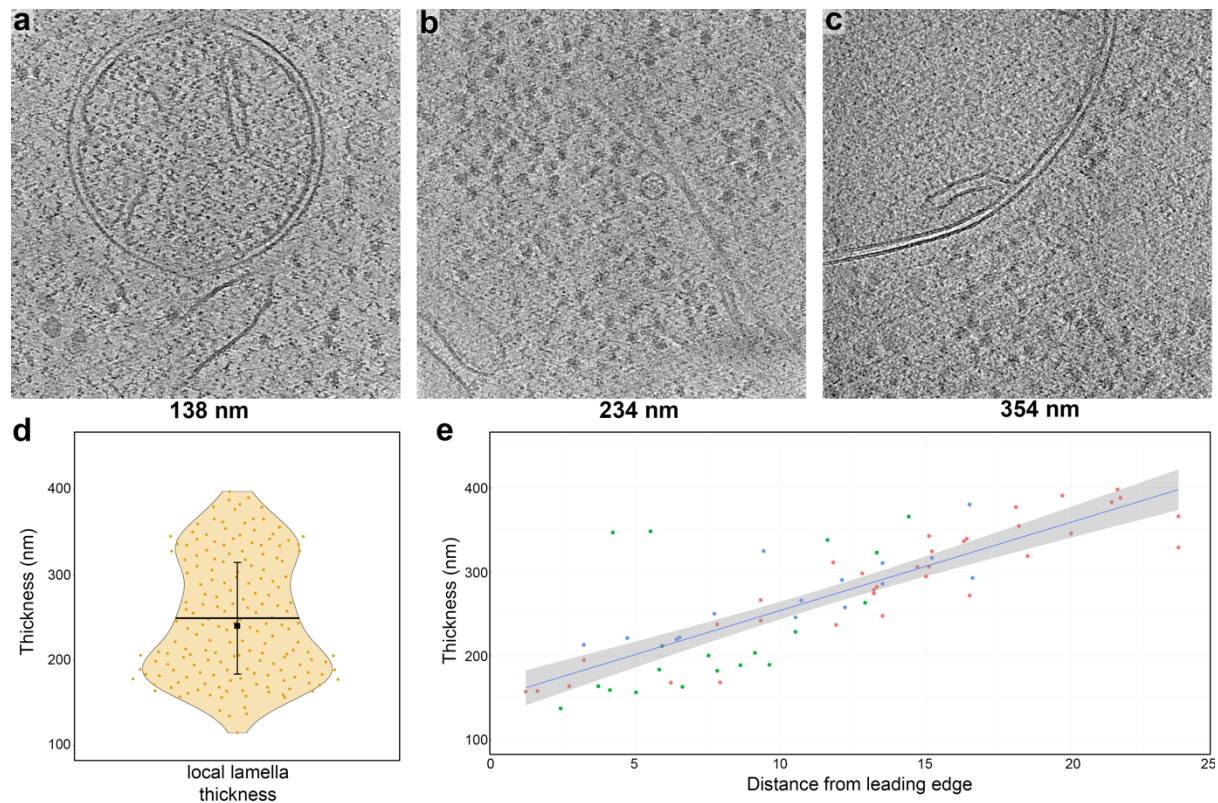 a
b
c
138 nm
234 nm
354 nm
d
Thickness (nm)
400
300
200
100
local lamella
thickness
e
Thickness (nm)
400
300
200
100
0
5
10
15
20
25
Distance from leading edge